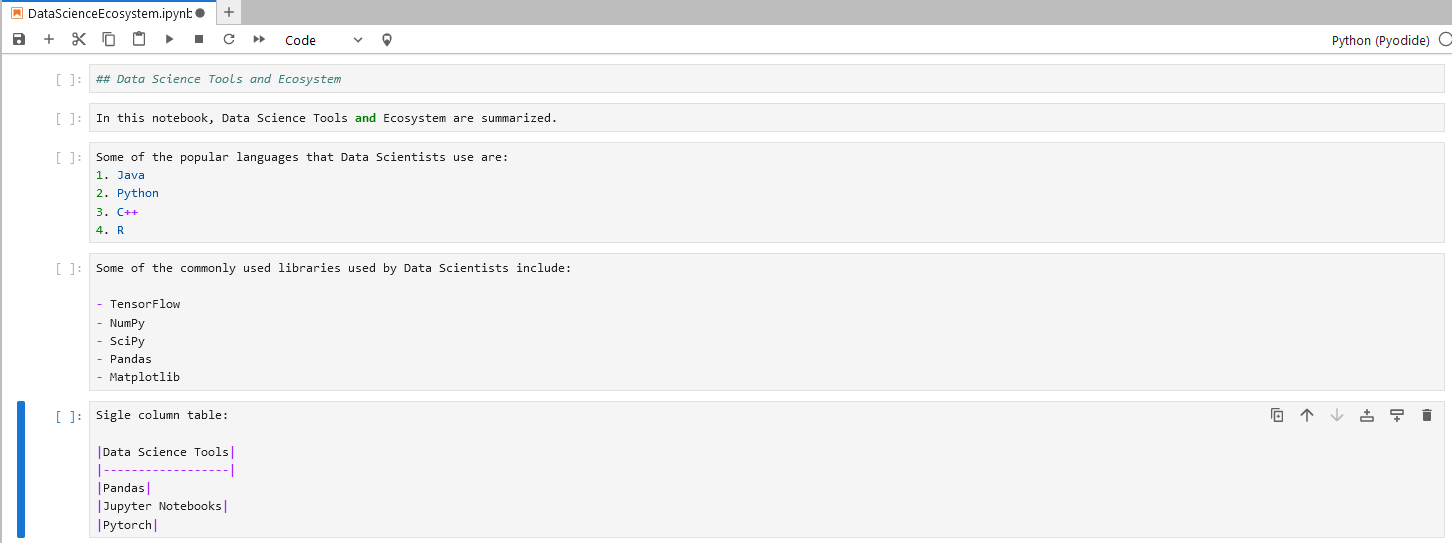 DataScienceEcosystem.ipynb
Code
Python (Pyodide)
[ ]: ## Data Science Tools and Ecosystem
[ ]: In this notebook, Data Science Tools and Ecosystem are summarized.
[ ]: Some of the popular languages that Data Scientists use are:
1. Java
2. Python
3. C++
4. R
[ ]: Some of the commonly used libraries used by Data Scientists include:
- TensorFlow
- NumPy
- SciPy
- Pandas
- Matplotlib
[ ]: Sigle column table:
|Data Science Tools|
|------------------|
|Pandas|
|Jupyter Notebooks|
|Pytorch|